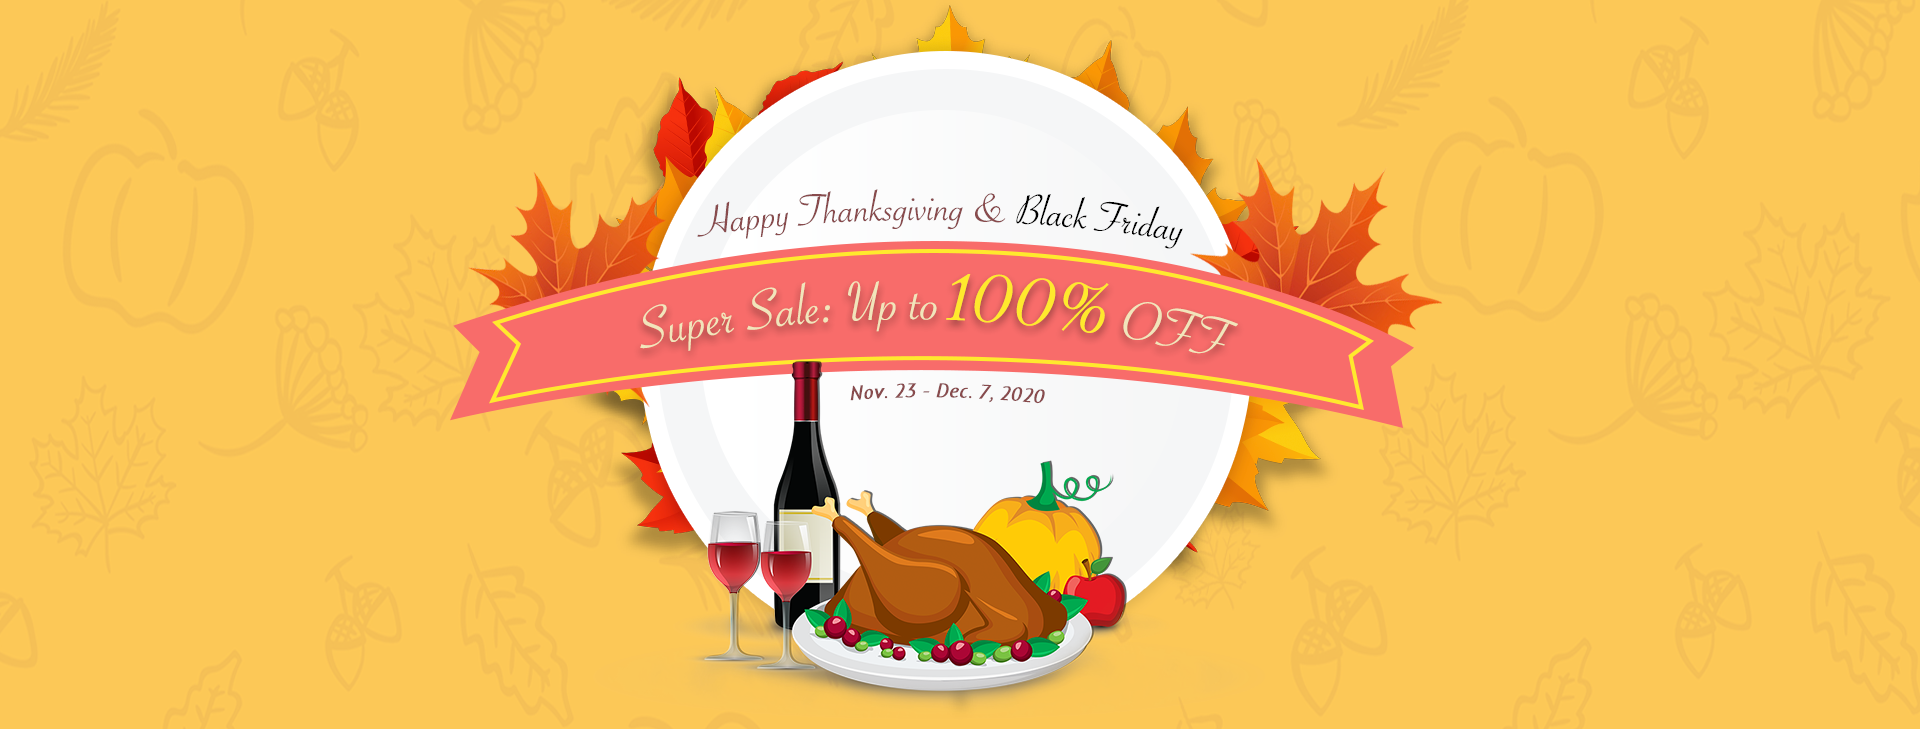 Happy Thanksgiving & Black Friday
Super Sale: Up to 100% OFF
Nov. 23 - Dec. 7, 2020